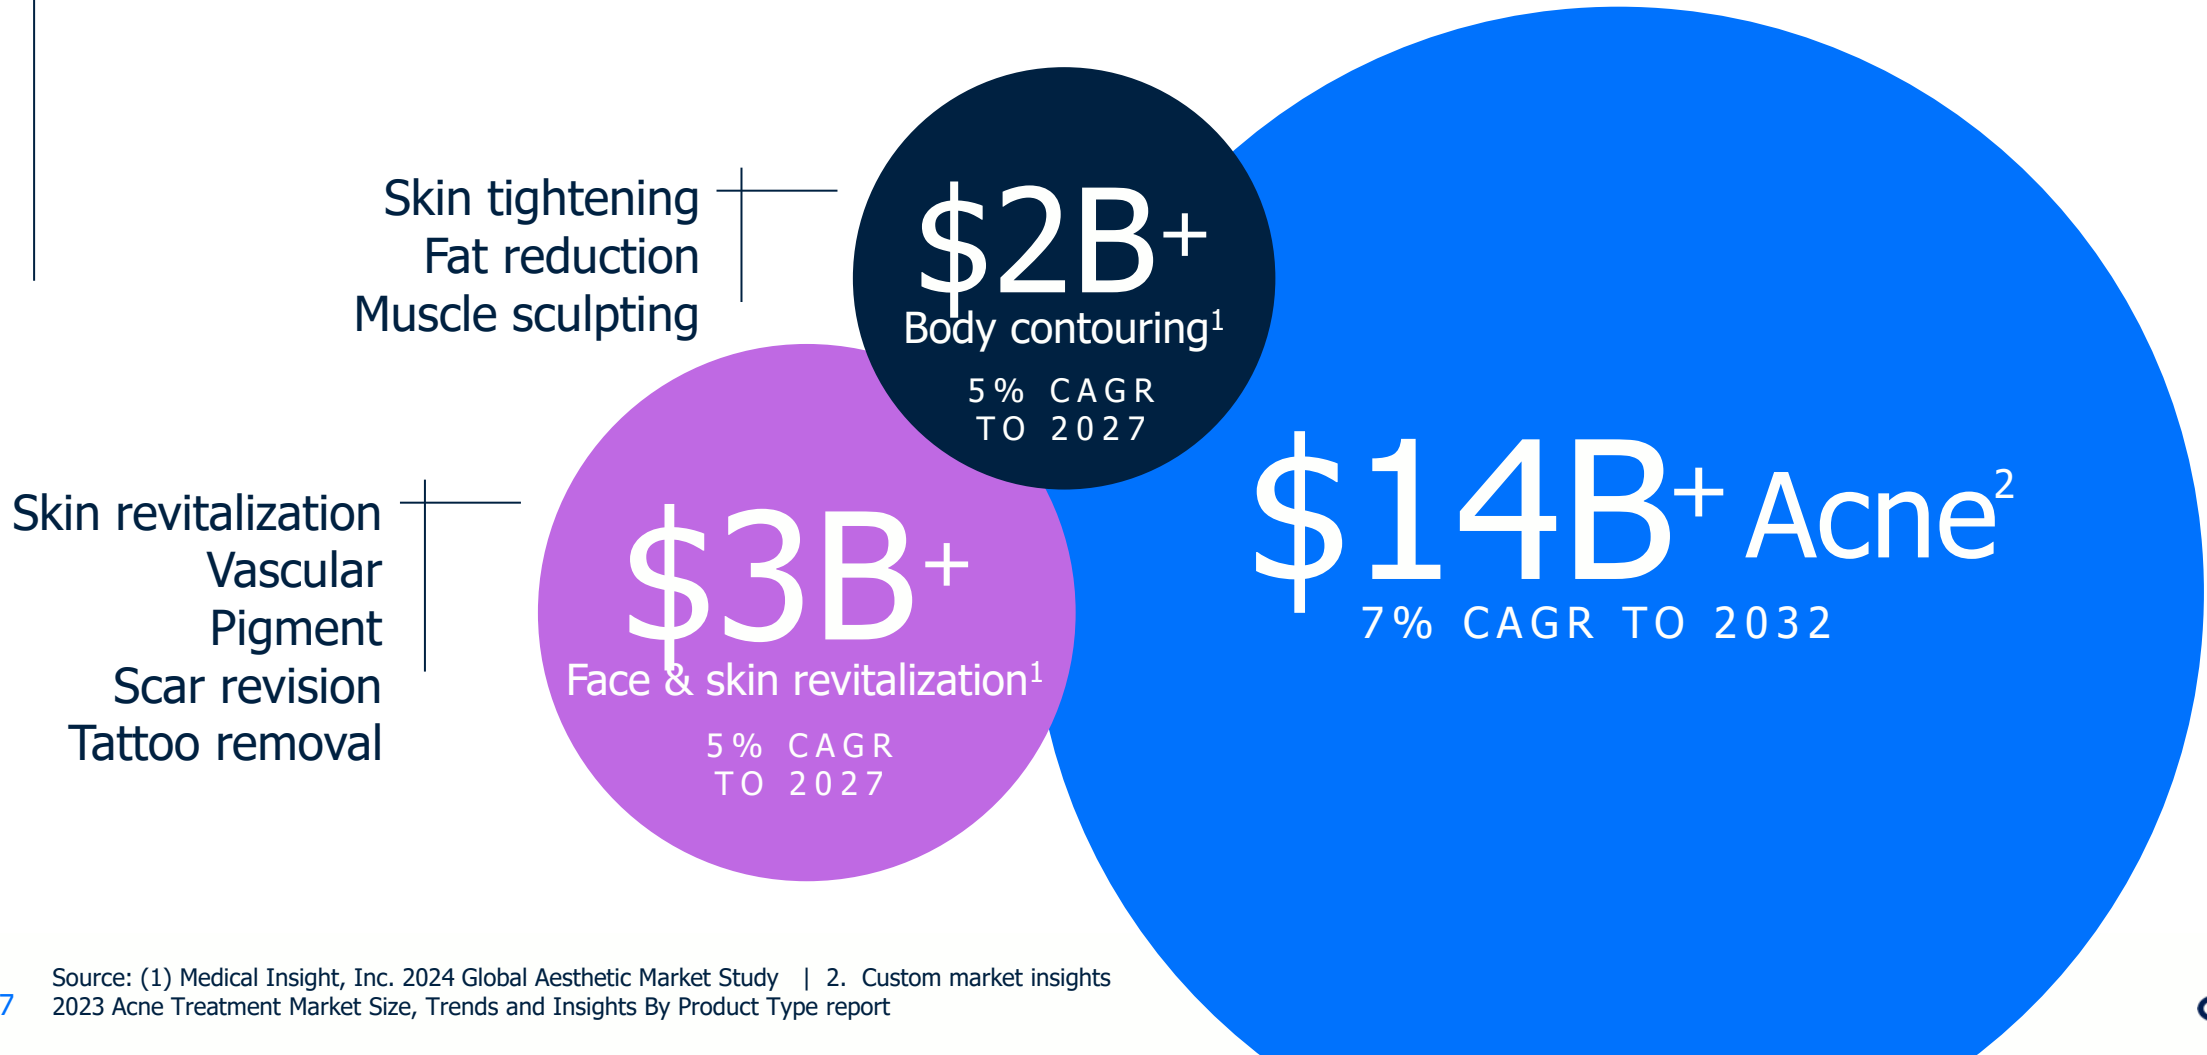 Skin tightening
Fat reduction
Muscle sculpting
$2B+
Body contouring1
5% CAGR
TO 2027
Skin revitalization
Vascular
Pigment
Scar revision
Tattoo removal
$3B+
Face & skin revitalization1
5% CAGR
TO 2027
$14B+ Acne2
7% CAGR TO 2032
Source: (1) Medical Insight, Inc. 2024 Global Aesthetic Market Study | 2. Custom market insights
7 2023 Acne Treatment Market Size, Trends and Insights By Product Type report